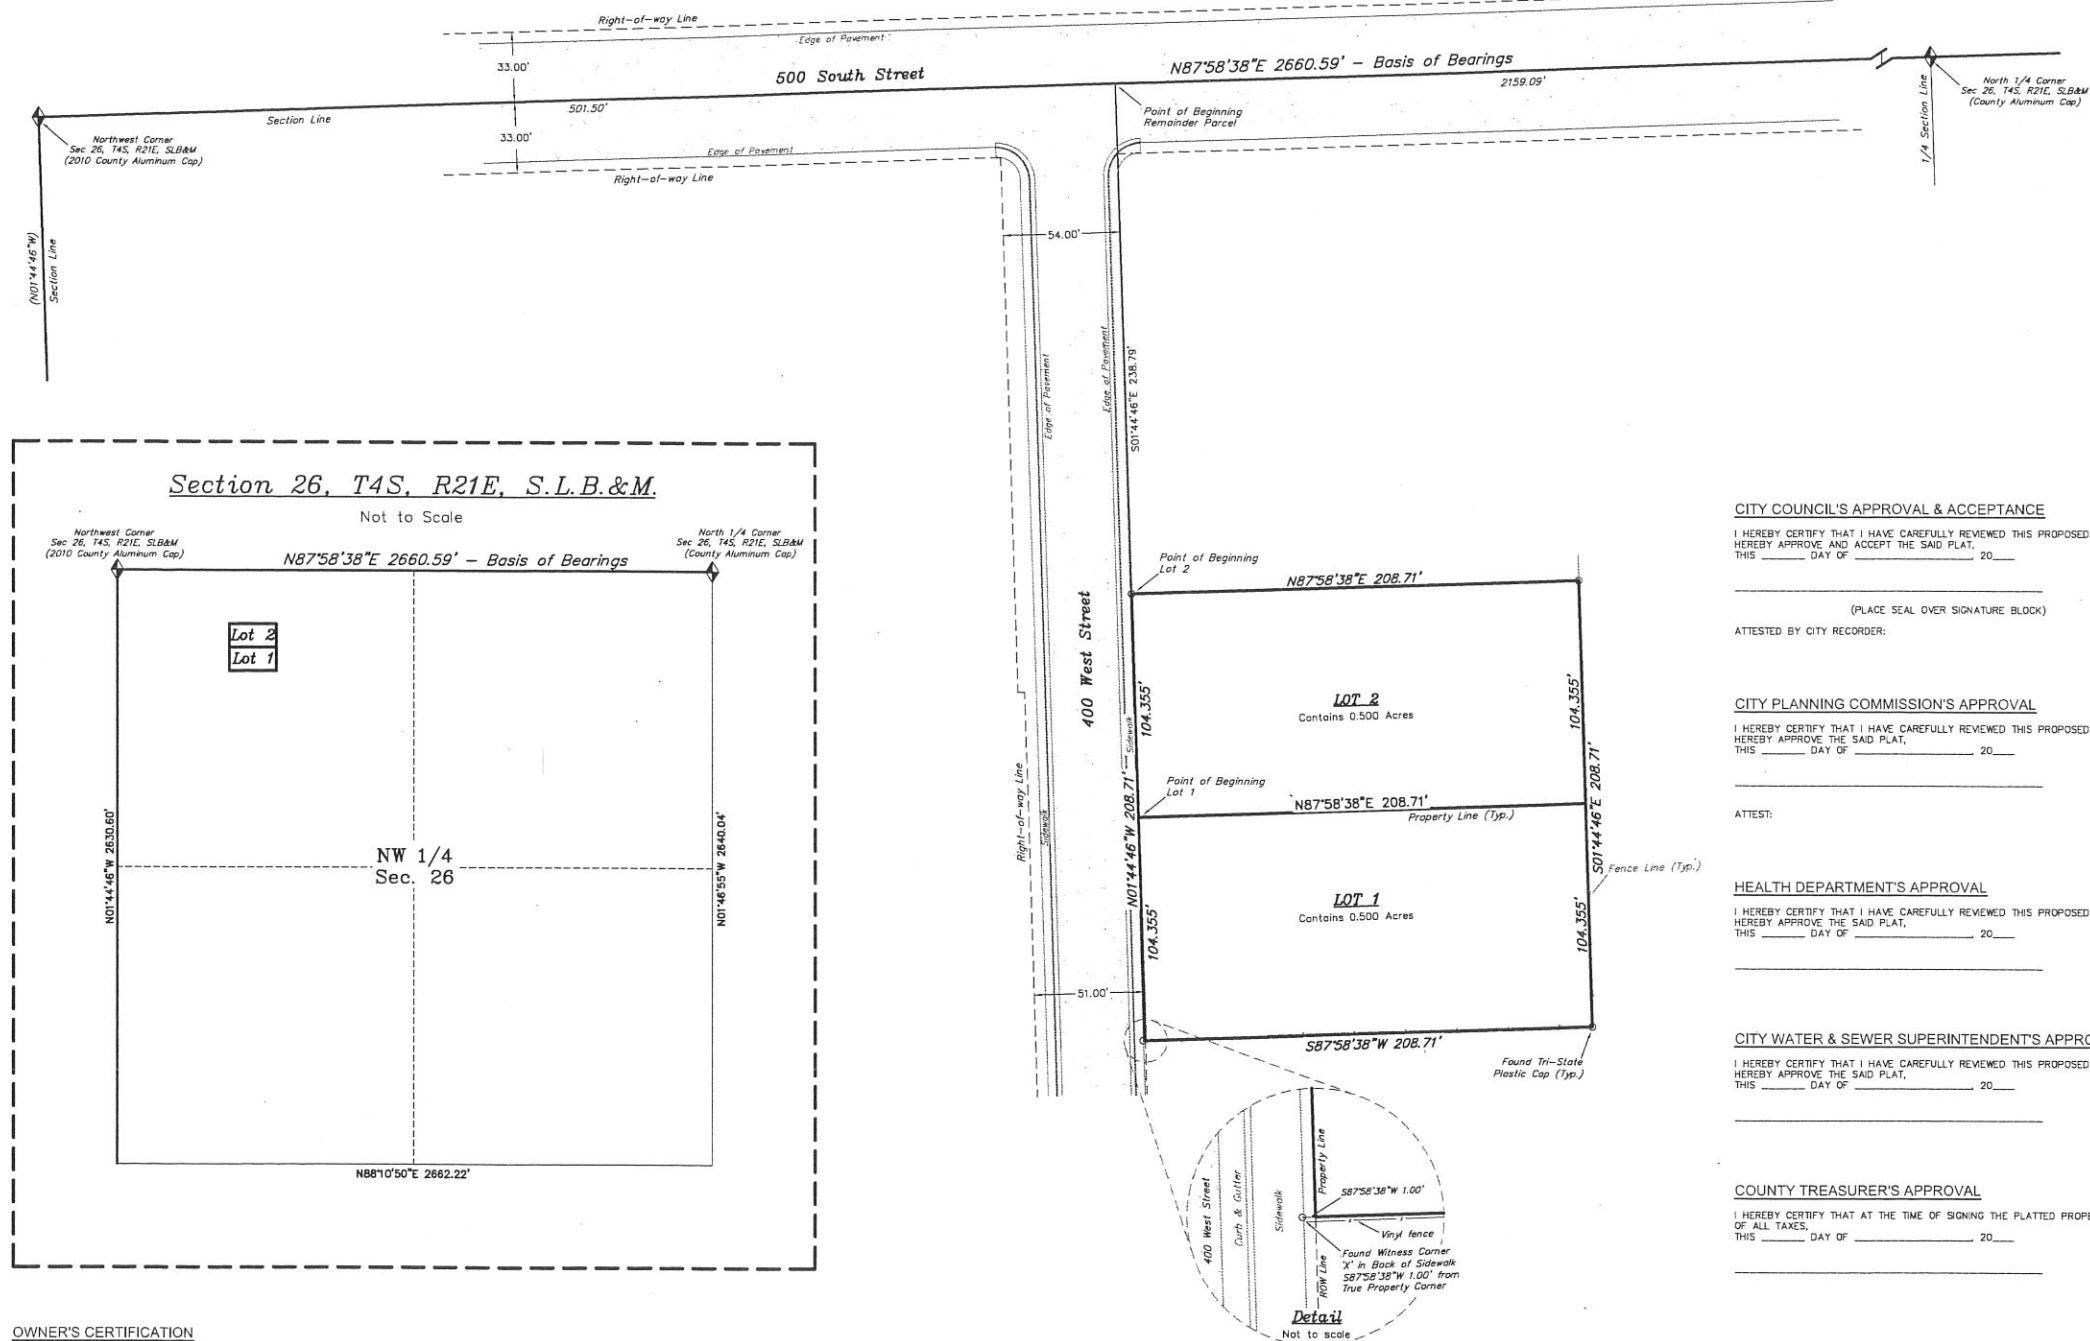 Right-of-way Line
Edge of Pavement
33.00'
500 South Street
N87°58'38"E 2660.59' - Basis of Bearings
2159.09'
501.50'
Section Line
33.00'
Northwest Corner
Sec 26, T4S, R21E, SLB&M
(2010 County Aluminum Cap)
Edge of Pavement
Right-of-way Line
Point of Beginning
Remainder Parcel
1/4 Section Line
North 1/4 Corner
Sec 26, T4S, R21E, SLB&M
(County Aluminum Cap)
(N01°44'46"W)
Section Line
54.00'
Edge of Pavement
Edge of Pavement
S01°44'46"E 238.79'
Section 26, T4S, R21E, S.L.B.&M.
Not to Scale
Northwest Corner
Sec 26, T4S, R21E, SLB&M
(2010 County Aluminum Cap)
North 1/4 Corner
Sec 26, T4S, R21E, SLB&M
(County Aluminum Cap)
N87°58'38"E 2660.59' - Basis of Bearings
Lot 2
Lot 1
N01°44'46"W 2630.60'
NW 1/4
Sec. 26
N01°46'55"W 2640.04'
N88°10'50"E 2662.22'
400 West Street
Right-of-way Line
Sidewalk
Sidewalk
Point of Beginning
Lot 2
N87°58'38"E 208.71'
104.355'
LOT 2
Contains 0.500 Acres
104.355'
Point of Beginning
Lot 1
N87°58'38"E 208.71'
Property Line (Typ.)
N01°44'46"W 208.71'
S01°44'46"E 208.71'
Fence Line (Typ.)
104.355'
LOT 1
Contains 0.500 Acres
104.355'
51.00'
S87°58'38"W 208.71'
Found Tri-State
Plastic Cap (Typ.)
400 West Street
Curb & Gutter
Sidewalk
Property Line
S87°58'38"W 1.00'
Vinyl fence
ROW Line
Found Witness Corner
'X' in Back of Sidewalk
S87°58'38"W 1.00' from
True Property Corner
Detail
Not to scale
CITY COUNCIL'S APPROVAL & ACCEPTANCE
I HEREBY CERTIFY THAT I HAVE CAREFULLY REVIEWED THIS PROPOSED
HEREBY APPROVE AND ACCEPT THE SAID PLAT,
THIS ______ DAY OF ________________, 20___
(PLACE SEAL OVER SIGNATURE BLOCK)
ATTESTED BY CITY RECORDER:
CITY PLANNING COMMISSION'S APPROVAL
I HEREBY CERTIFY THAT I HAVE CAREFULLY REVIEWED THIS PROPOSED
HEREBY APPROVE THE SAID PLAT,
THIS ______ DAY OF ________________, 20___
ATTEST:
HEALTH DEPARTMENT'S APPROVAL
I HEREBY CERTIFY THAT I HAVE CAREFULLY REVIEWED THIS PROPOSED
HEREBY APPROVE THE SAID PLAT,
THIS ______ DAY OF ________________, 20___
CITY WATER & SEWER SUPERINTENDENT'S APPRO
I HEREBY CERTIFY THAT I HAVE CAREFULLY REVIEWED THIS PROPOSED
HEREBY APPROVE THE SAID PLAT,
THIS ______ DAY OF ________________, 20___
COUNTY TREASURER'S APPROVAL
I HEREBY CERTIFY THAT AT THE TIME OF SIGNING THE PLATTED PROPE
OF ALL TAXES,
THIS ______ DAY OF ________________, 20___
OWNER'S CERTIFICATION